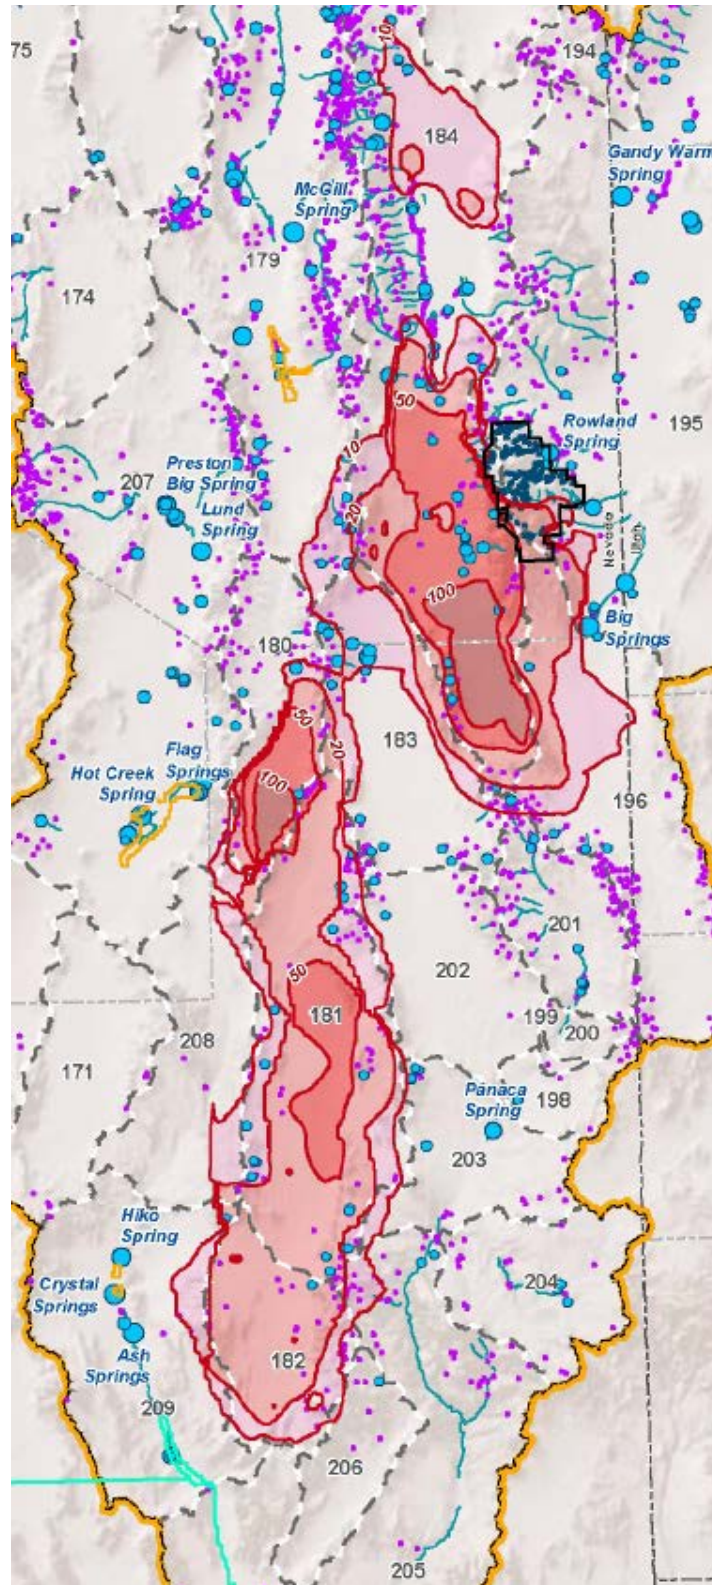 175
10
194
184
Gandy Warm
Spring
McGill
Spring
179
174
50
Rowland
Spring
195
10
Preston
Big Spring
207
20
Lund
Spring
Nevada
Utah
100
Big
Springs
180
50
20
183
Flag
Springs
Hot Creek
Spring
100
196
201
202
50
181
199
200
208
171
Panaca
Spring
198
203
Hiko
Spring
204
Crystal
Springs
Ash
Springs
182
209
206
205